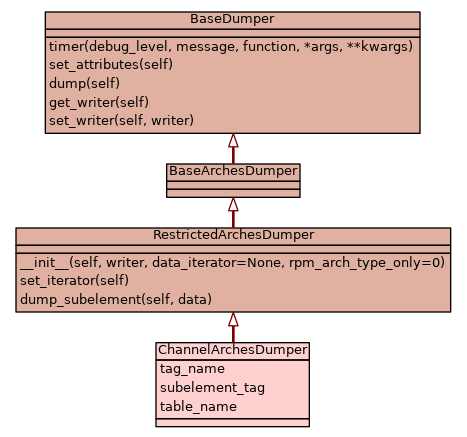 BaseDumper
timer(debug_level, message, function, *args, **kwargs)
set_attributes(self)
dump(self)
get_writer(self)
set_writer(self, writer)
BaseArchesDumper
RestrictedArchesDumper
__init__(self, writer, data_iterator=None, rpm_arch_type_only=0)
set_iterator(self)
dump_subelement(self, data)
ChannelArchesDumper
tag_name
subelement_tag
table_name